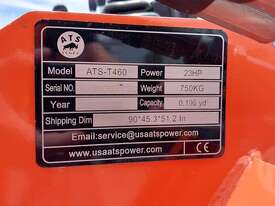 ATS
Model ATS-T460 Power 23HP
Serial NO. Weight 750KG
Year Capacity 0.196 yd
Shipping Dim 90*45.3*51.2 In
Email:service@usaatspower.com
www.usaatspower.com CE